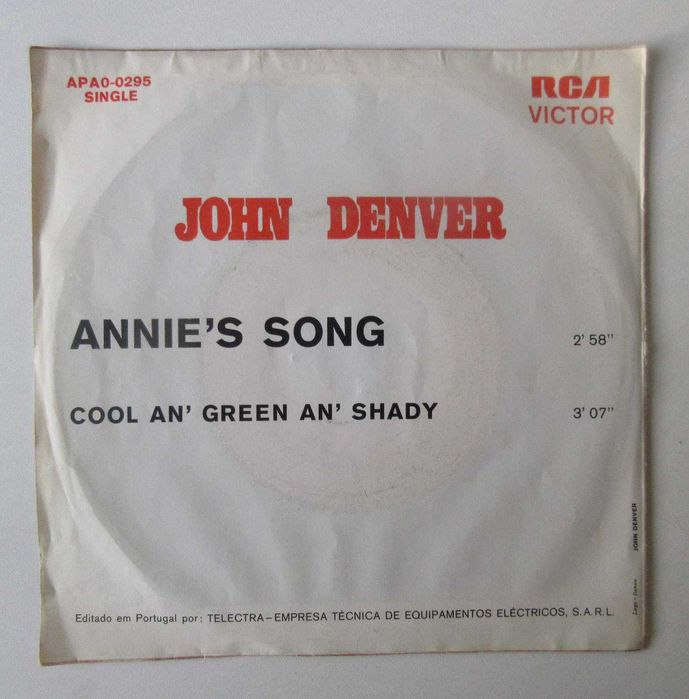 APA0-0295
SINGLE
RCA
VICTOR
JOHN DENVER
ANNIE'S SONG 2' 58''
COOL AN' GREEN AN' SHADY 3' 07''
JOHN DENVER
Editado em Portugal por: TELECTRA – EMPRESA TÉCNICA DE EQUIPAMENTOS ELÉCTRICOS, S.A.R.L.